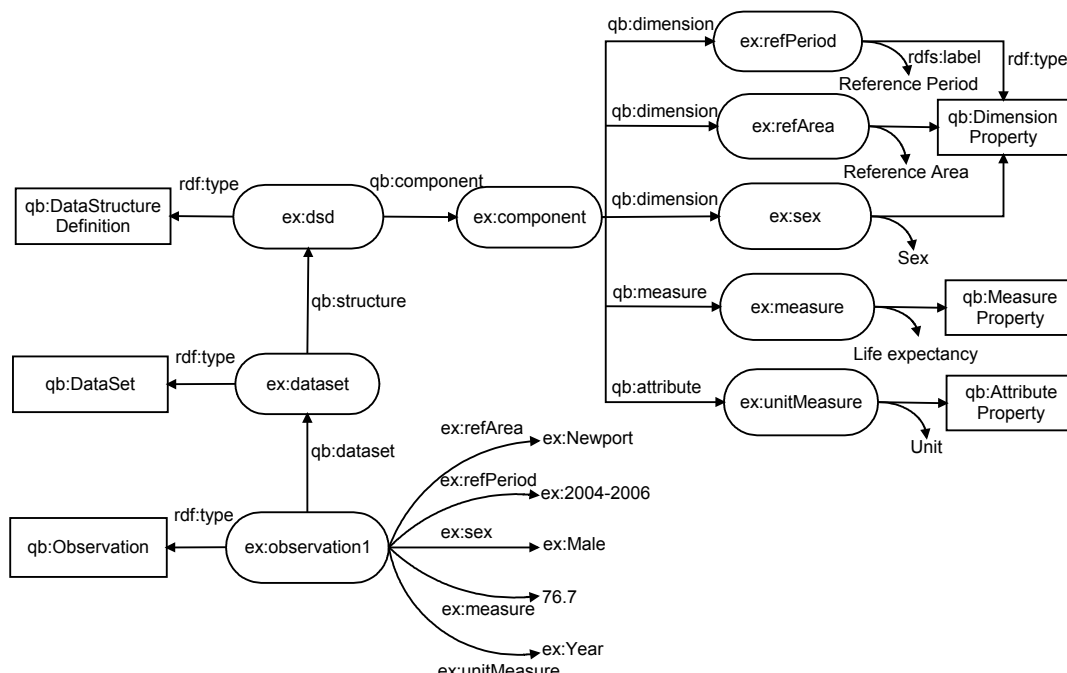 qb:dimension
ex:refPeriod
rdfs:label
rdf:type
Reference Period
qb:dimension
ex:refArea
qb:Dimension
Property
Reference Area
rdf:type
qb:component
qb:dimension
qb:DataStructure
Definition
ex:dsd
ex:component
ex:sex
Sex
qb:structure
qb:measure
ex:measure
qb:Measure
Property
Life expectancy
rdf:type
qb:DataSet
ex:dataset
qb:attribute
ex:unitMeasure
qb:Attribute
Property
Unit
qb:dataset
ex:refArea
ex:Newport
ex:refPeriod
ex:2004-2006
rdf:type
qb:Observation
ex:observation1
ex:sex
ex:Male
76.7
ex:measure
ex:Year
ex:unitMeasure